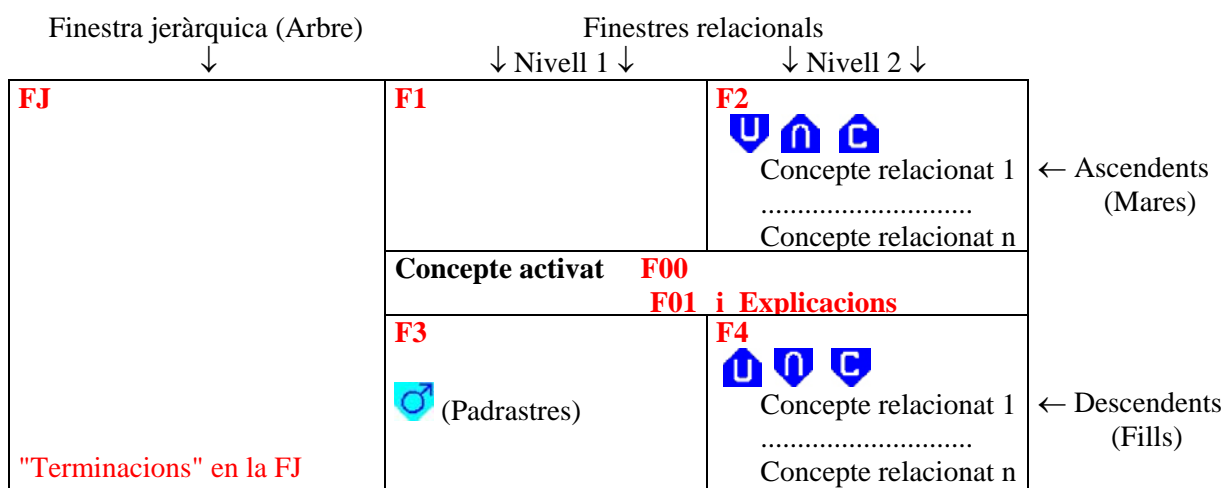 Finestra jeràrquica (Arbre) Finestres relacionals
↓ ↓ Nivell 1 ↓ ↓ Nivell 2 ↓
FJ F1 F2
U ∩ C
Concepte relacionat 1 ← Ascendents
............................ (Mares)
Concepte relacionat n
Concepte activat F00
F01 i Explicacions
F3 F4
U ∩ C
♂ (Padrastres) Concepte relacionat 1 ← Descendents
............................ (Fills)
"Terminacions" en la FJ Concepte relacionat n